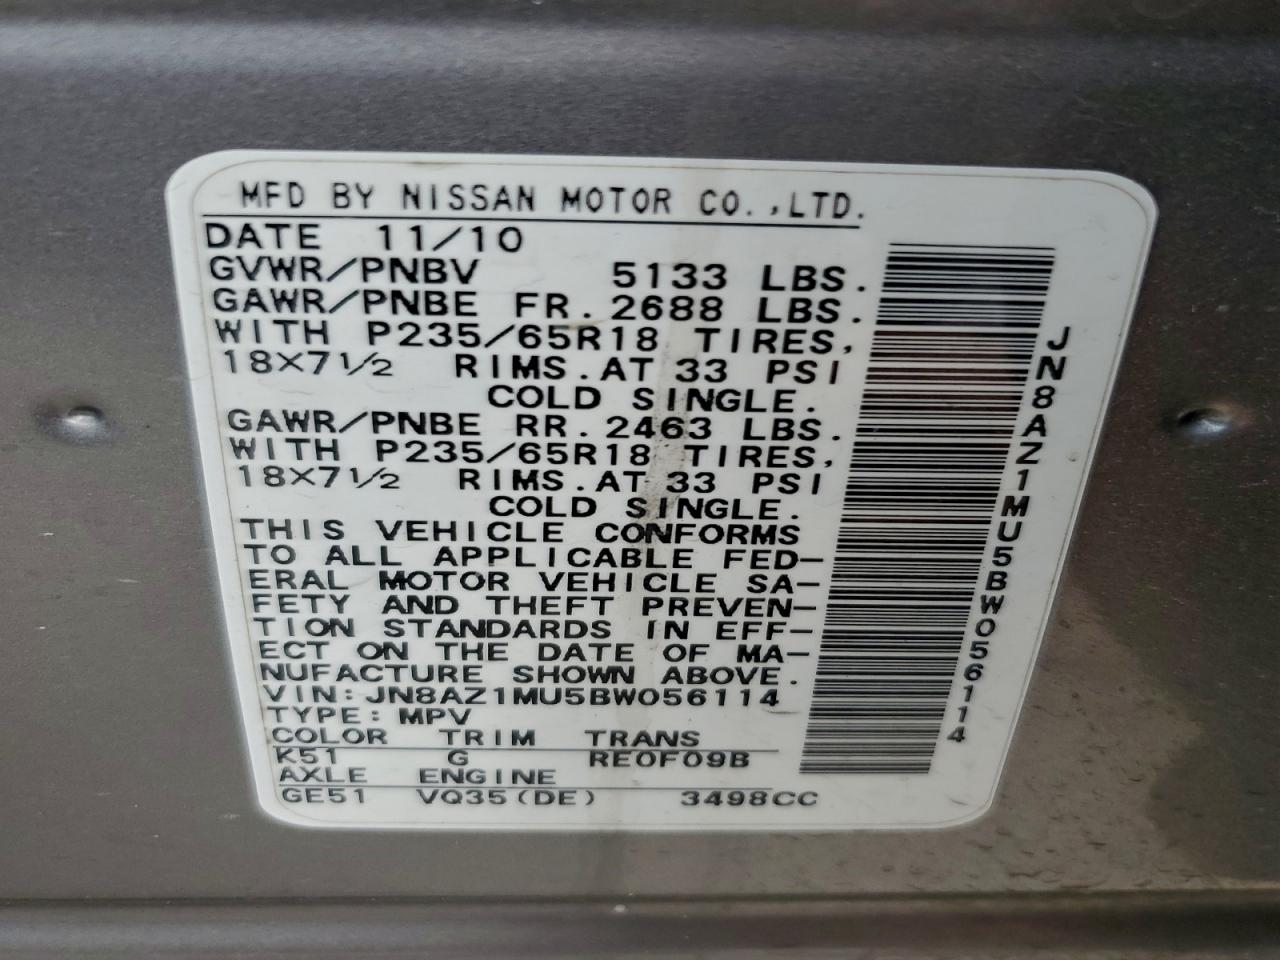 MFD BY NISSAN MOTOR CO.,LTD.
DATE 11/10
GVWR/PNBV 5133 LBS.
GAWR/PNBE FR. 2688 LBS.
WITH P235/65R18 TIRES,
18X7 1/2 RIMS. AT 33 PSI
COLD SINGLE.
GAWR/PNBE RR. 2463 LBS.
WITH P235/65R18 TIRES,
18X7 1/2 RIMS. AT 33 PSI
COLD SINGLE.
THIS VEHICLE CONFORMS
TO ALL APPLICABLE FED-
ERAL MOTOR VEHICLE SA-
FETY AND THEFT PREVEN-
TION STANDARDS IN EFF-
ECT ON THE DATE OF MA-
NUFACTURE SHOWN ABOVE.
VIN: JN8AZ1MU5BW056114
TYPE: MPV
COLOR TRIM TRANS
K51 G RE0F09B
AXLE ENGINE
GE51 VQ35(DE) 3498CC
JN8AZ1MU5BW056114